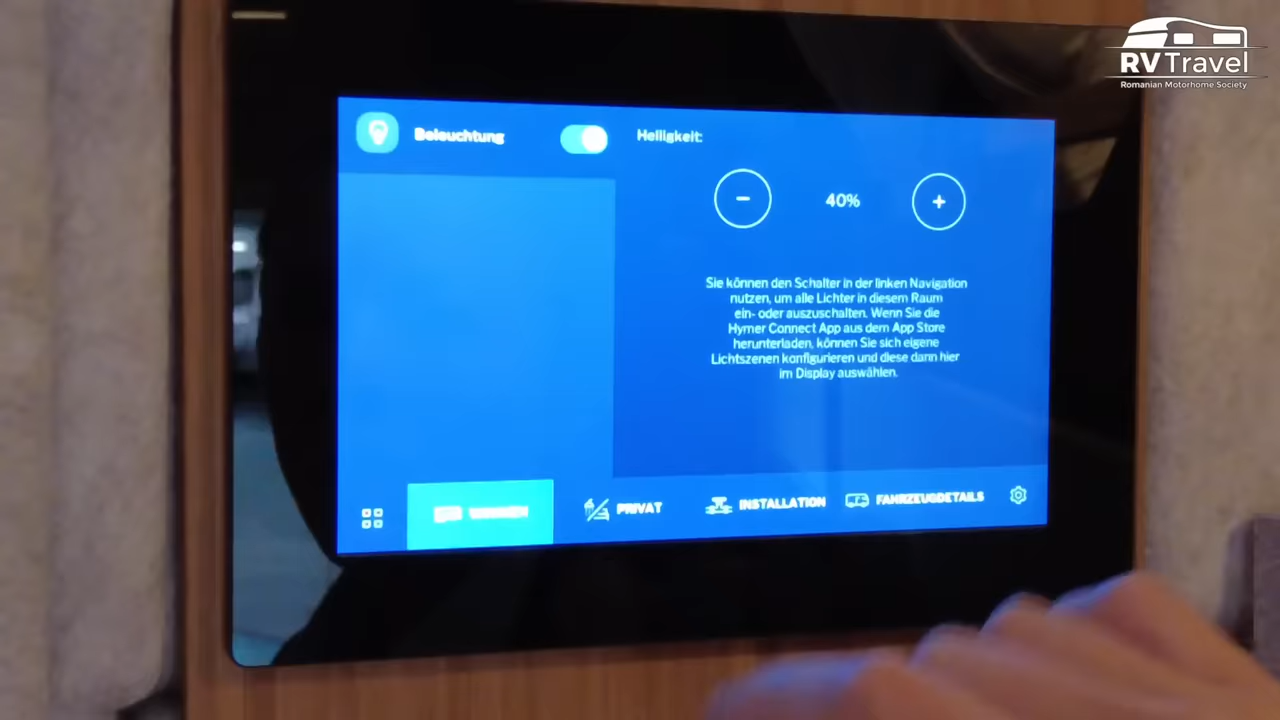 RVTravel
Romanian Motorhome Society
Beleuchtung
Helligkeit:
- 40% +
Sie können den Schalter in der linken Navigation
nutzen, um alle Lichter in diesem Raum
ein- oder auszuschalten. Wenn Sie die
Hymer Connect App aus dem App Store
herunterladen, können Sie sich eigene
Lichtszenen konfigurieren und diese dann hier
im Display auswählen.
PRIVAT INSTALLATION FAHRZEUGDETAILS